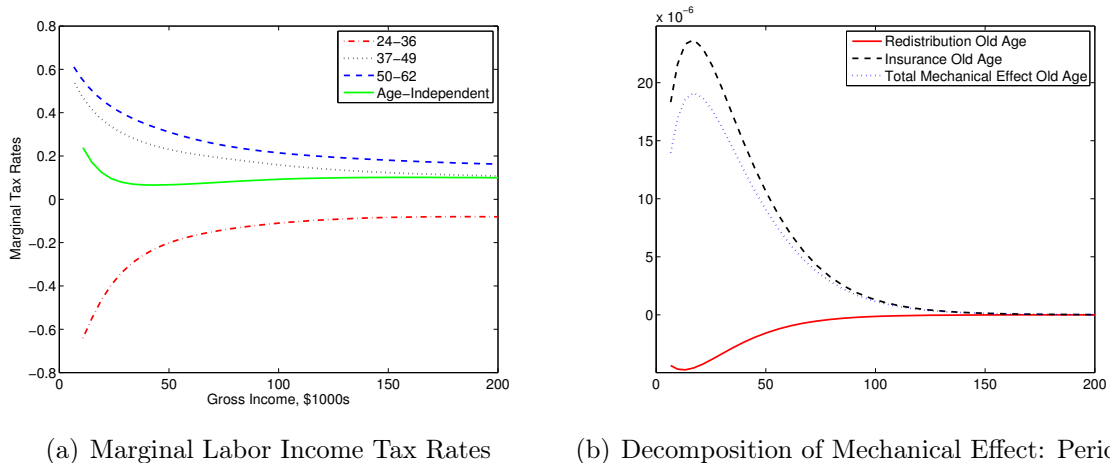 0.8
0.6
0.4
0.2
0
−0.2
−0.4
−0.6
−0.8
Marginal Tax Rates
24−36
37−49
50−62
Age−Independent
0 50 100 150 200
Gross Income, $1000s
(a) Marginal Labor Income Tax Rates
x 10⁻⁶
20
15
10
5
0
Redistribution Old Age
Insurance Old Age
Total Mechanical Effect Old Age
0 50 100 150 200
(b) Decomposition of Mechanical Effect: